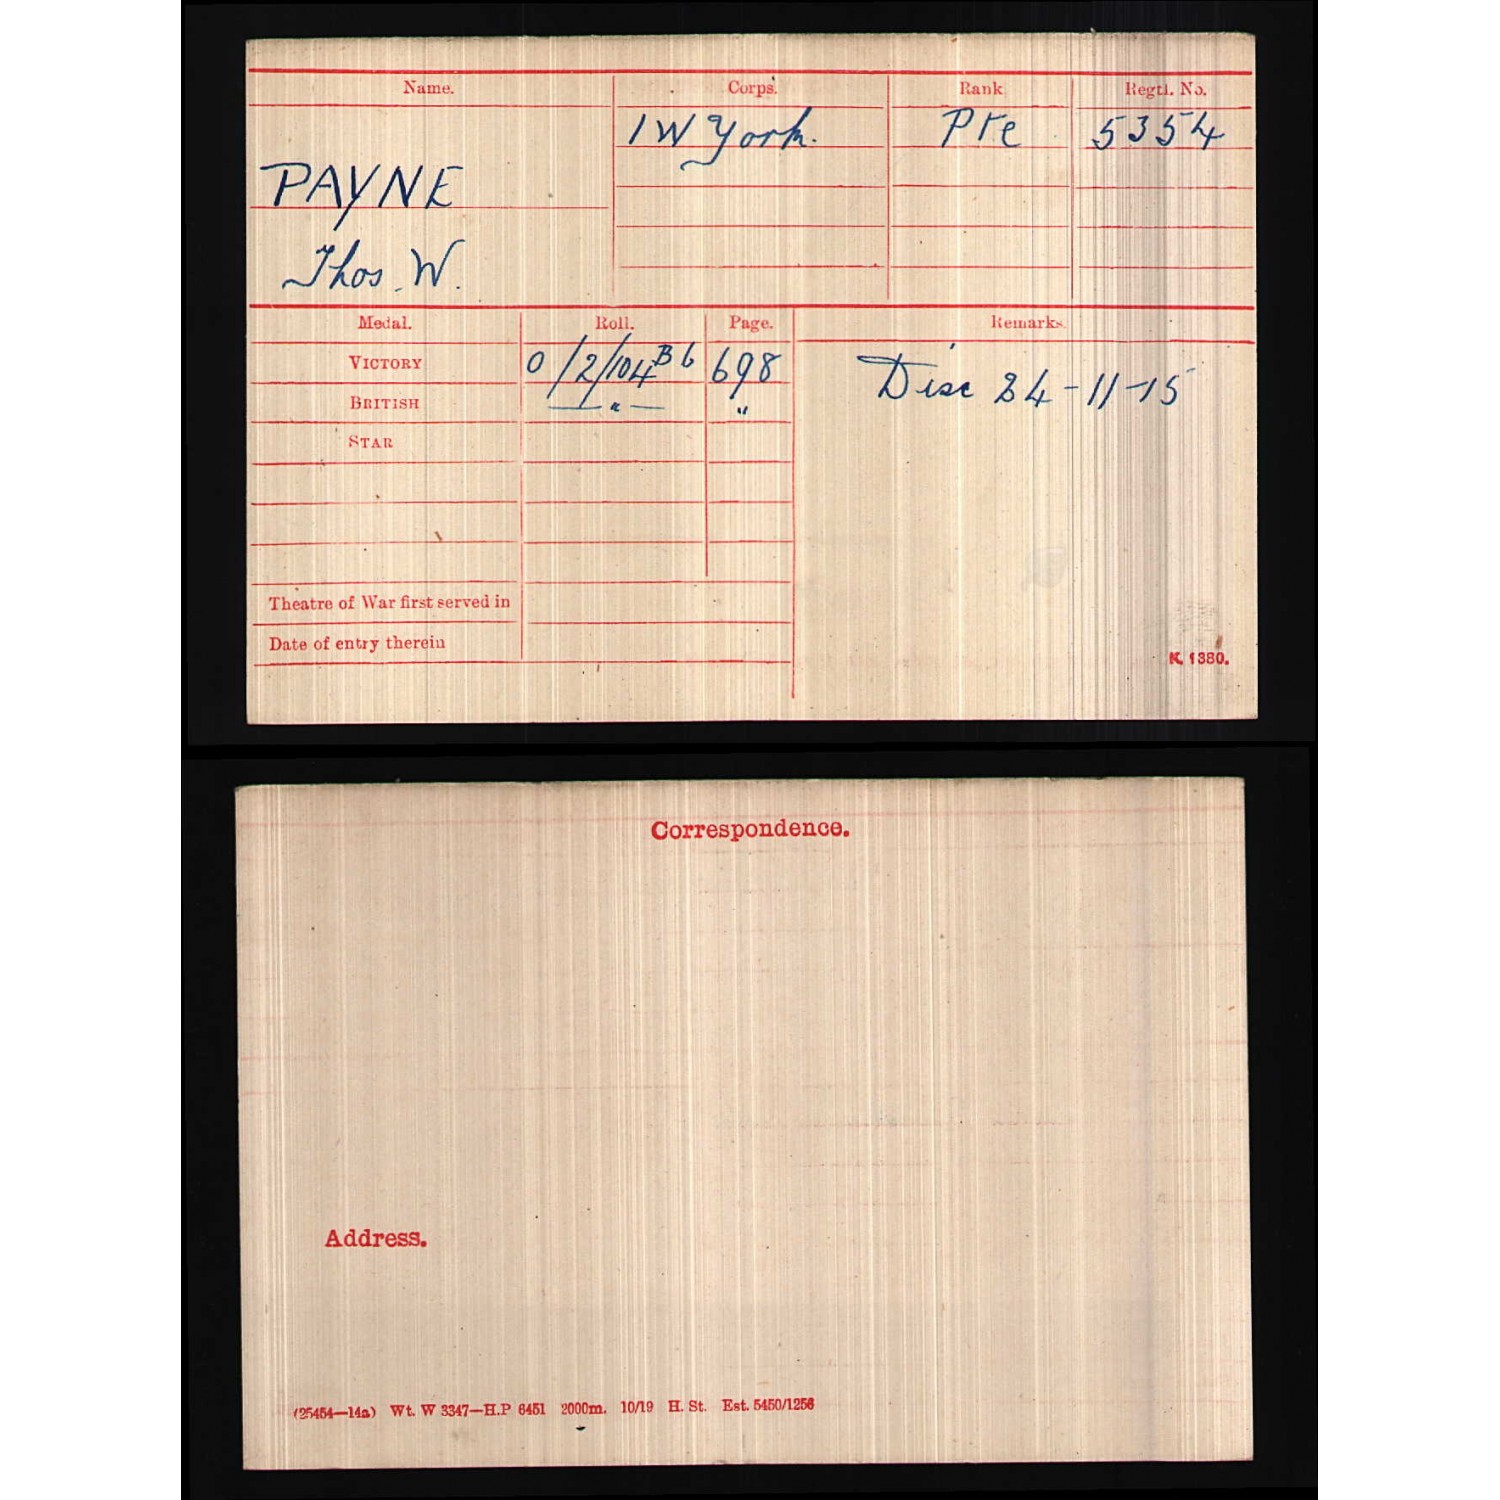 Name. Corps. Rank Regtl. No.
1 W York. Pte 5354
PAYNE
Thos. W.
Medal. Roll. Page. Remarks.
VICTORY 0/2/104 B6 698
Disc 24-11-15
BRITISH —"— "
STAR
Theatre of War first served in
Date of entry therein
K. 1380.
Correspondence.
Address.
(25454—14a) Wt. W 3347—H.P 6451 2000m. 10/19 H. St. Est. 5450/1256